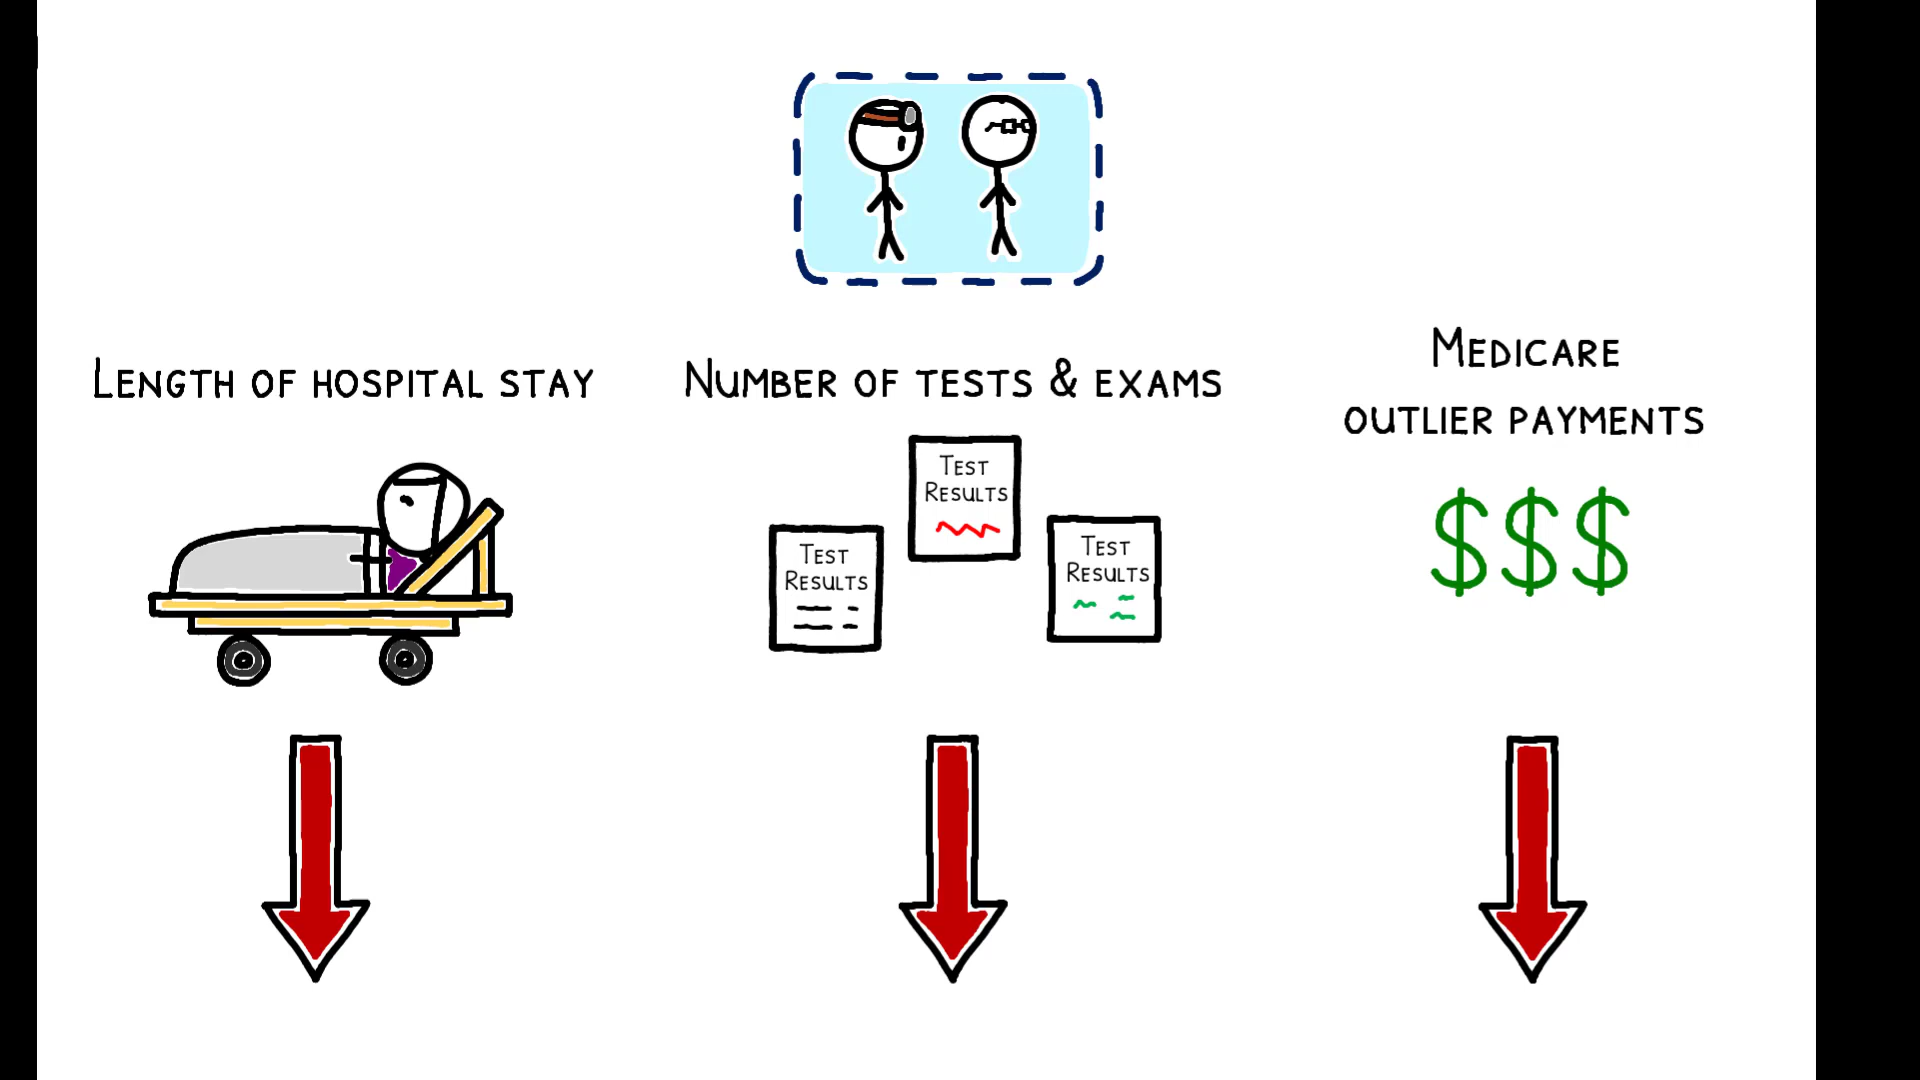 LENGTH OF HOSPITAL STAY
NUMBER OF TESTS & EXAMS
MEDICARE
OUTLIER PAYMENTS
TEST
RESULTS
TEST
RESULTS
TEST
RESULTS
$$$